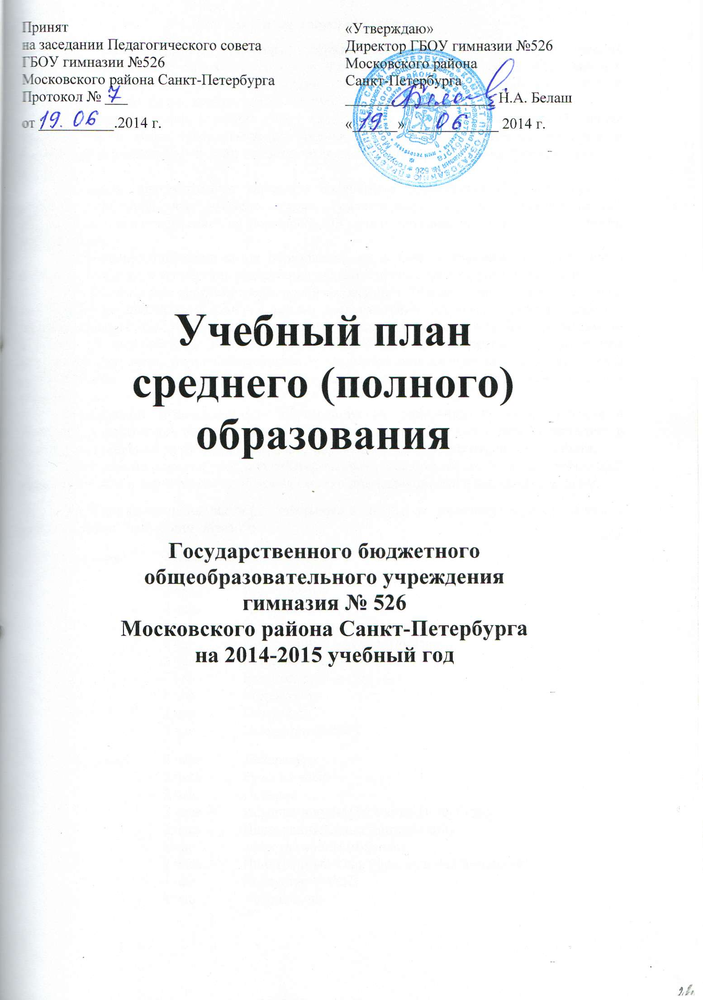 Принят
на заседании Педагогического совета
ГБОУ гимназии №526
Московского района Санкт-Петербурга
Протокол № 7
от 19.06.2014 г.
«Утверждаю»
Директор ГБОУ гимназии №526
Московского района
Санкт-Петербурга
Н.А. Белаш
«19» 06 2014 г.
Учебный план
среднего (полного)
образования
Государственного бюджетного
общеобразовательного учреждения
гимназия № 526
Московского района Санкт-Петербурга
на 2014-2015 учебный год